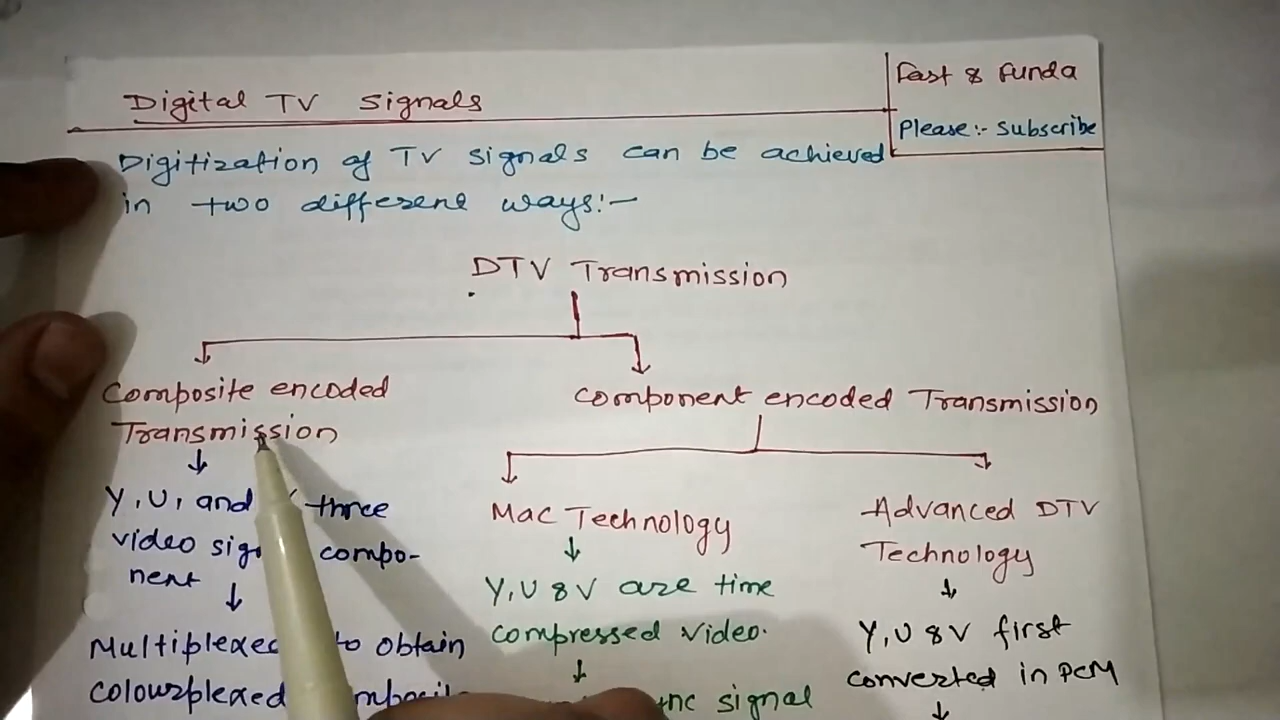 Digital TV Signals
Fast & Funda
Please:- Subscribe
Digitization of TV signals can be achieved
in two different ways:-
DTV Transmission
Composite encoded
Transmission
Component encoded Transmission
Y, U, and three
video compo-
nent
Multiplexed to obtain
colourplexed
Mac Technology
Y, U & V are time
compressed video.
signal
Advanced DTV
Technology
Y, U & V first
converted in PCM